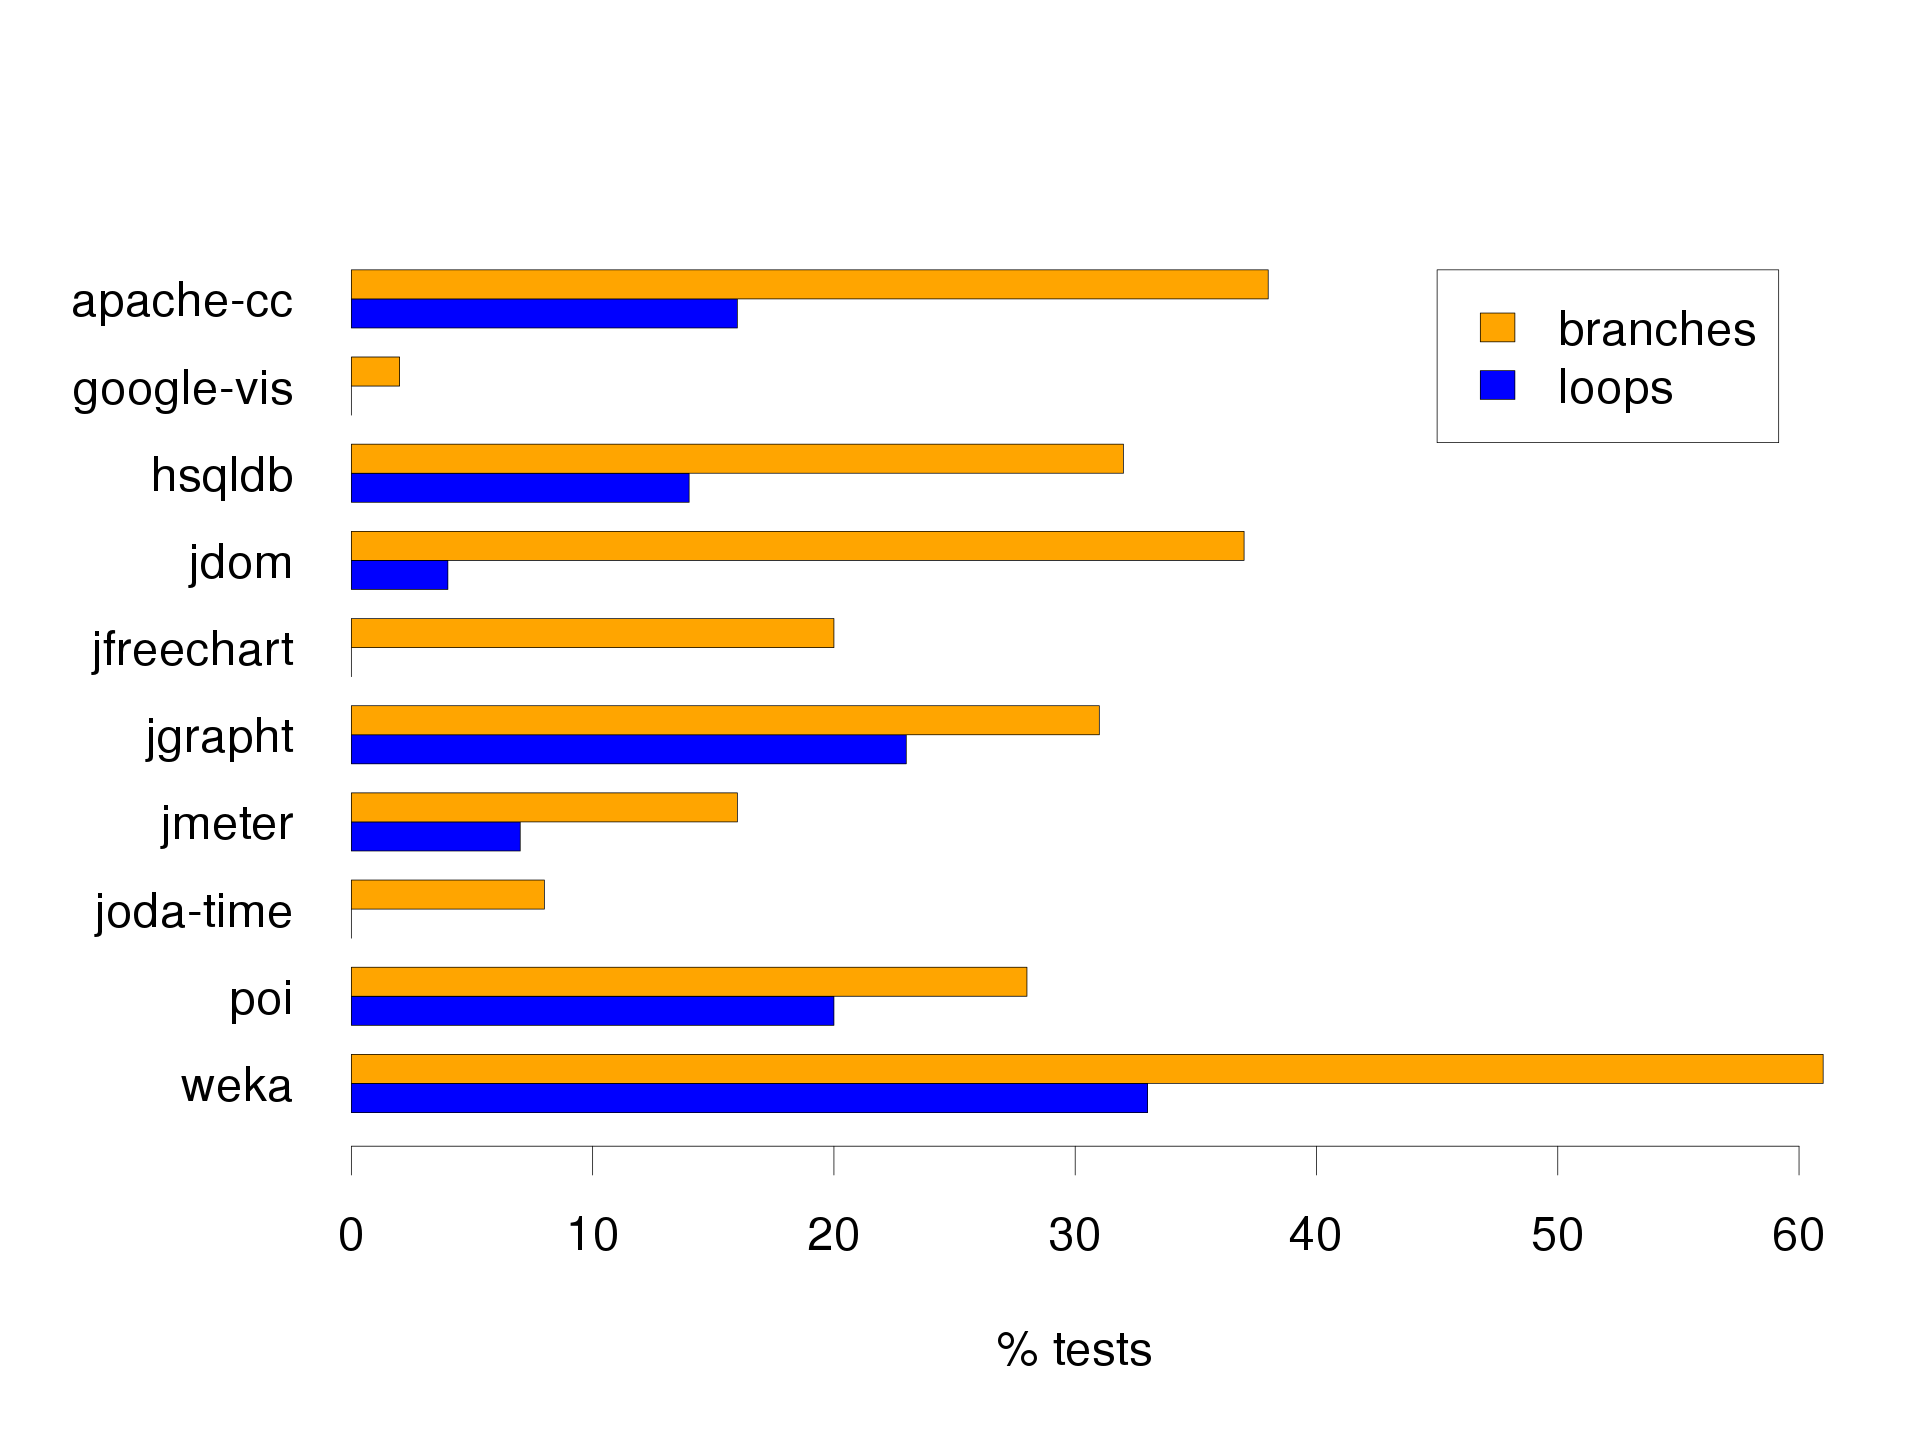 apache-cc
google-vis
hsqldb
jdom
jfreechart
jgrapht
jmeter
joda-time
poi
weka
branches
loops
0 10 20 30 40 50 60
% tests